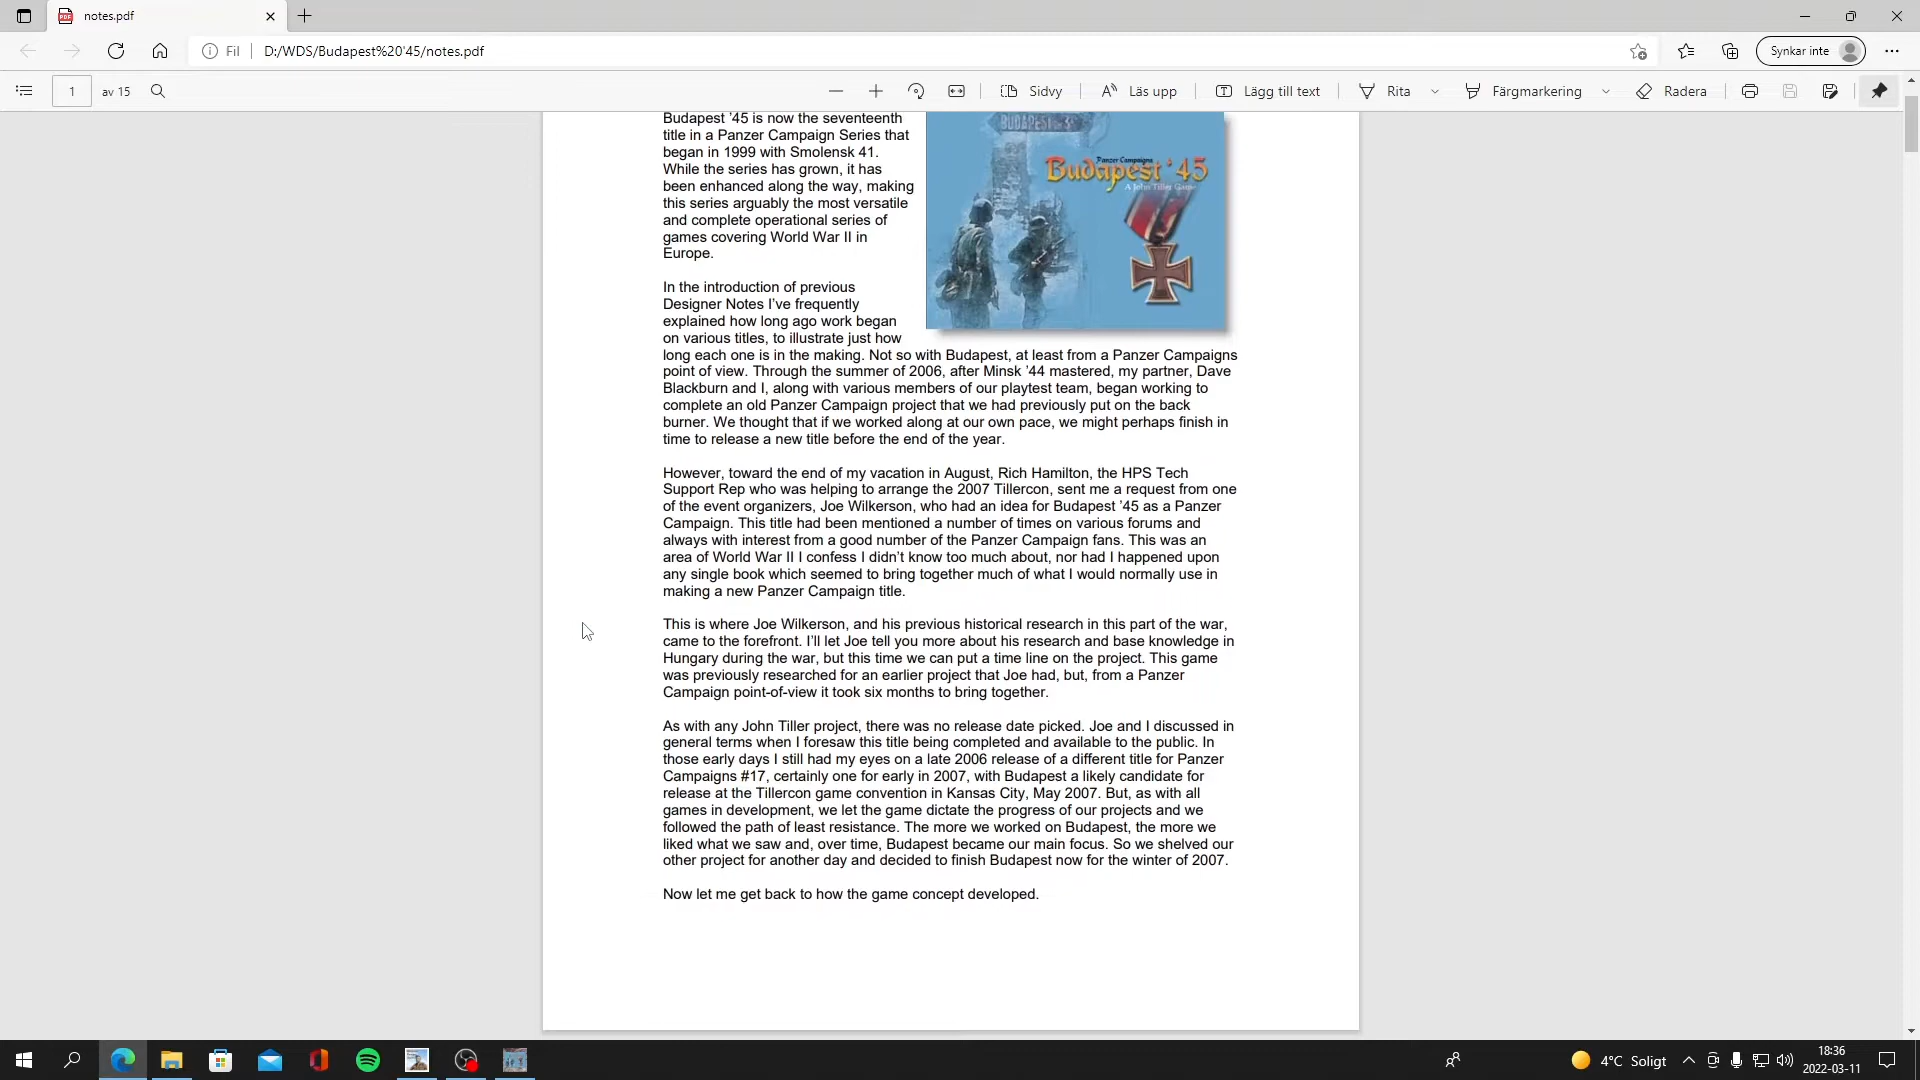 notes.pdf
Fil
D:/WDS/Budapest%20'45/notes.pdf
Synkar inte
1
av 15
Sidvy
Läs upp
Lägg till text
Rita
Färgmarkering
Radera
Budapest '45 is now the seventeenth
title in a Panzer Campaign Series that
began in 1999 with Smolensk 41.
While the series has grown, it has
been enhanced along the way, making
this series arguably the most versatile
and complete operational series of
games covering World War II in
Europe.
BUDAPEST 3
Panzer Campaigns
Budapest '45
A John Tiller Game
In the introduction of previous
Designer Notes I've frequently
explained how long ago work began
on various titles, to illustrate just how
long each one is in the making. Not so with Budapest, at least from a Panzer Campaigns
point of view. Through the summer of 2006, after Minsk '44 mastered, my partner, Dave
Blackburn and I, along with various members of our playtest team, began working to
complete an old Panzer Campaign project that we had previously put on the back
burner. We thought that if we worked along at our own pace, we might perhaps finish in
time to release a new title before the end of the year.
However, toward the end of my vacation in August, Rich Hamilton, the HPS Tech
Support Rep who was helping to arrange the 2007 Tillercon, sent me a request from one
of the event organizers, Joe Wilkerson, who had an idea for Budapest '45 as a Panzer
Campaign. This title had been mentioned a number of times on various forums and
always with interest from a good number of the Panzer Campaign fans. This was an
area of World War II I confess I didn't know too much about, nor had I happened upon
any single book which seemed to bring together much of what I would normally use in
making a new Panzer Campaign title.
This is where Joe Wilkerson, and his previous historical research in this part of the war,
came to the forefront. I'll let Joe tell you more about his research and base knowledge in
Hungary during the war, but this time we can put a time line on the project. This game
was previously researched for an earlier project that Joe had, but, from a Panzer
Campaign point-of-view it took six months to bring together.
As with any John Tiller project, there was no release date picked. Joe and I discussed in
general terms when I foresaw this title being completed and available to the public. In
those early days I still had my eyes on a late 2006 release of a different title for Panzer
Campaigns #17, certainly one for early in 2007, with Budapest a likely candidate for
release at the Tillercon game convention in Kansas City, May 2007. But, as with all
games in development, we let the game dictate the progress of our projects and we
followed the path of least resistance. The more we worked on Budapest, the more we
liked what we saw and, over time, Budapest became our main focus. So we shelved our
other project for another day and decided to finish Budapest now for the winter of 2007.
Now let me get back to how the game concept developed.
4°C Soligt
18:36
2022-03-11